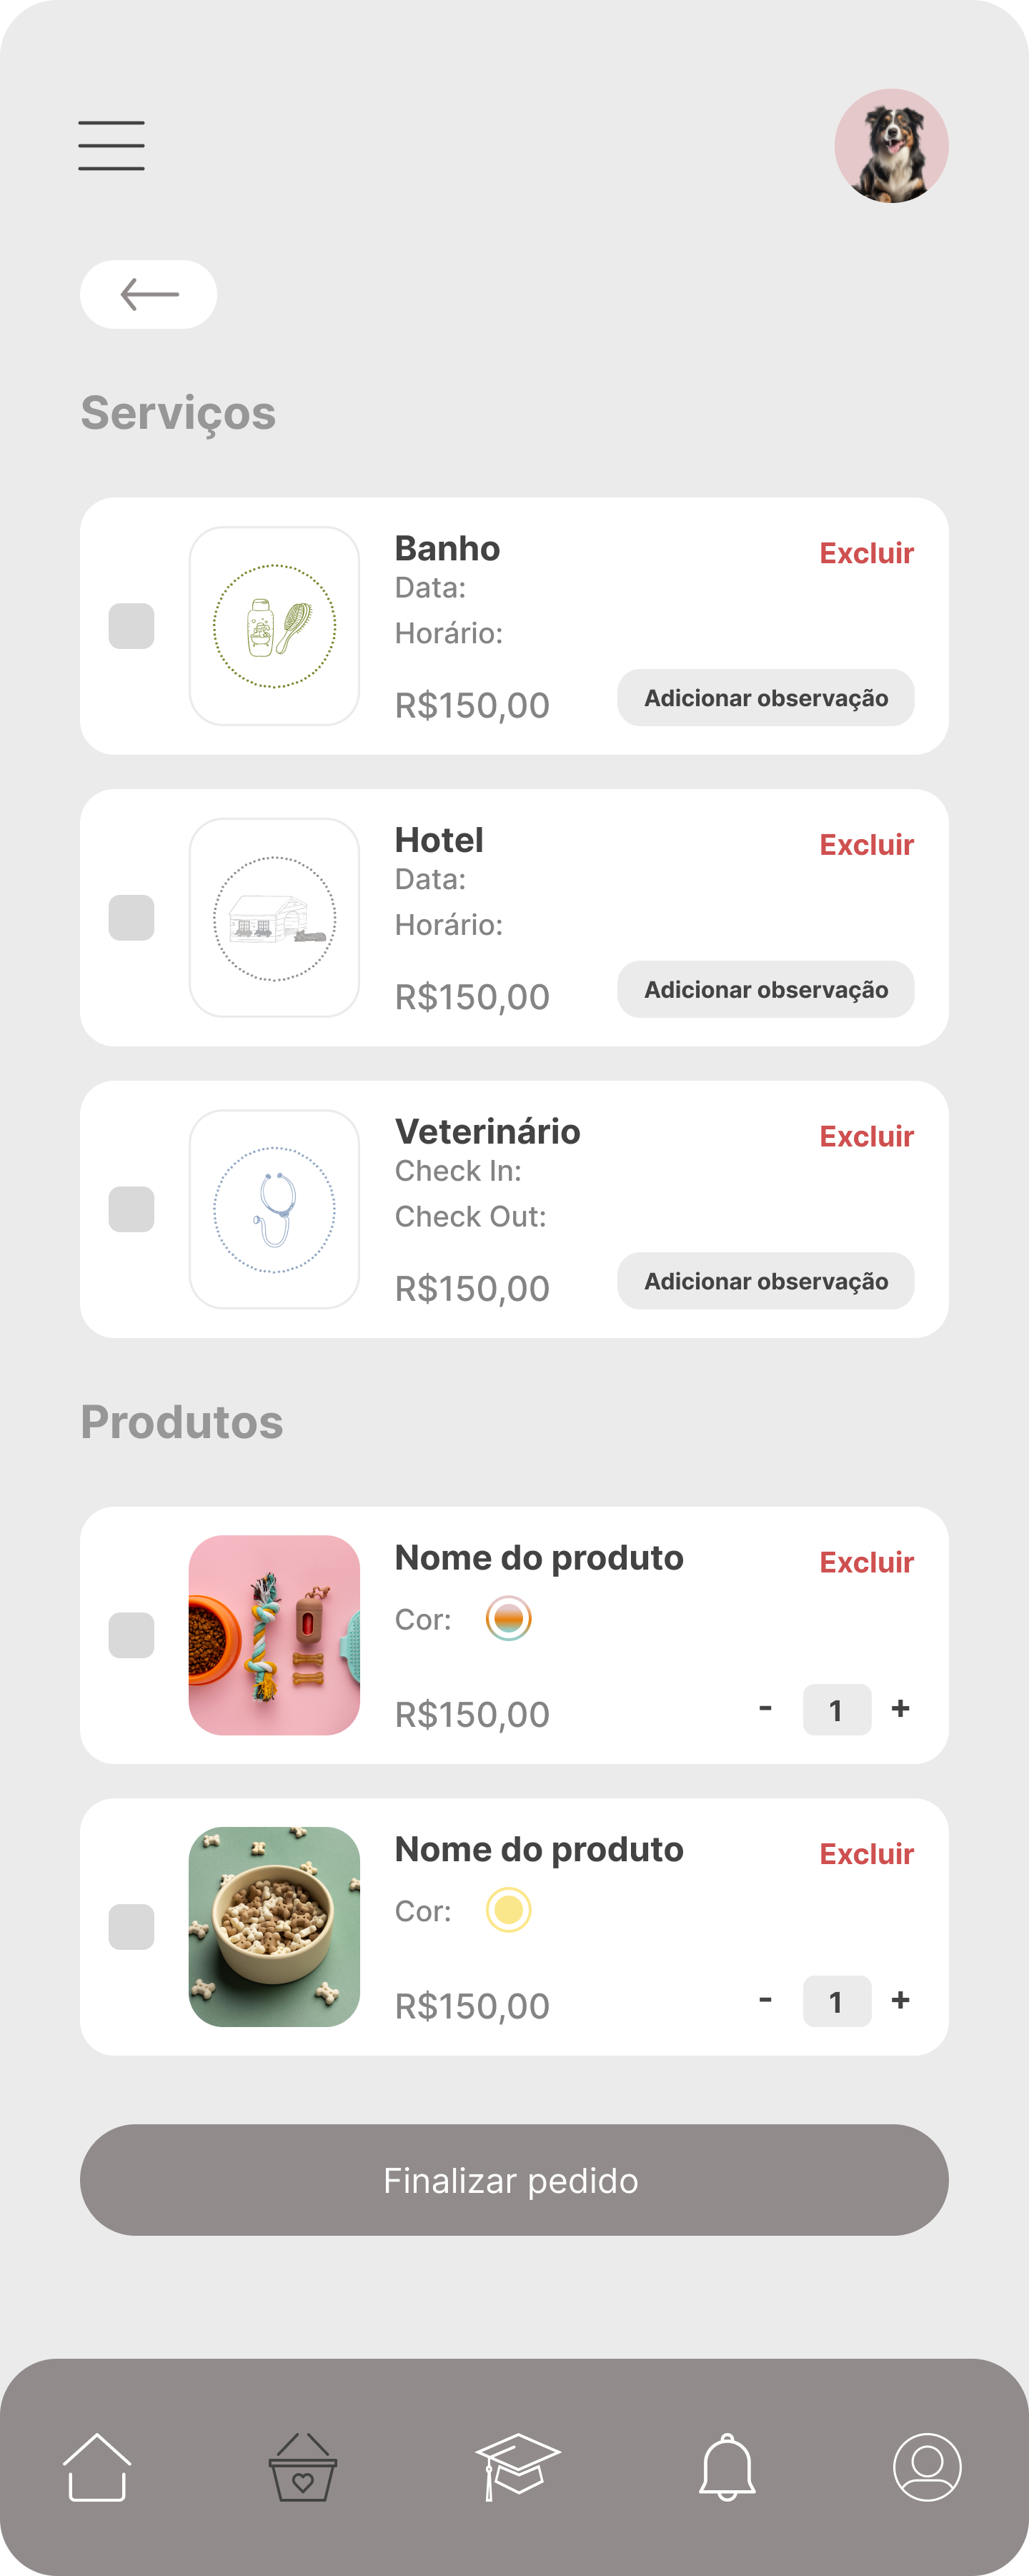 Serviços
Banho
Excluir
Data:
Horário:
R$150,00
Adicionar observação
Hotel
Excluir
Data:
Horário:
R$150,00
Adicionar observação
Veterinário
Excluir
Check In:
Check Out:
R$150,00
Adicionar observação
Produtos
Nome do produto
Excluir
Cor:
R$150,00
- 1 +
Nome do produto
Excluir
Cor:
R$150,00
- 1 +
Finalizar pedido